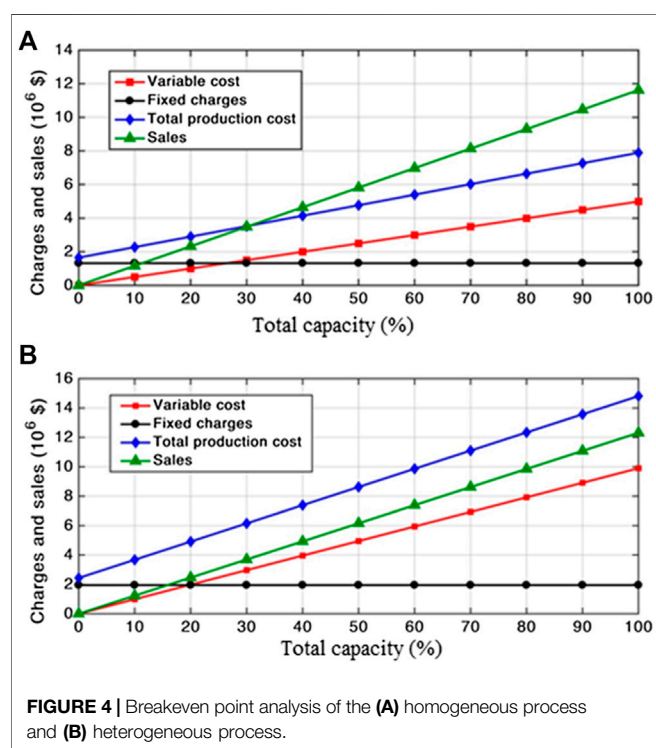 A
14
12
10
8
6
4
2
0
Charges and sales (10⁶ $)
Variable cost
Fixed charges
Total production cost
Sales
0 10 20 30 40 50 60 70 80 90 100
Total capacity (%)
B
16
14
12
10
8
6
4
2
0
Charges and sales (10⁶ $)
Variable cost
Fixed charges
Total production cost
Sales
0 10 20 30 40 50 60 70 80 90 100
Total capacity (%)
FIGURE 4 | Breakeven point analysis of the (A) homogeneous process
and (B) heterogeneous process.